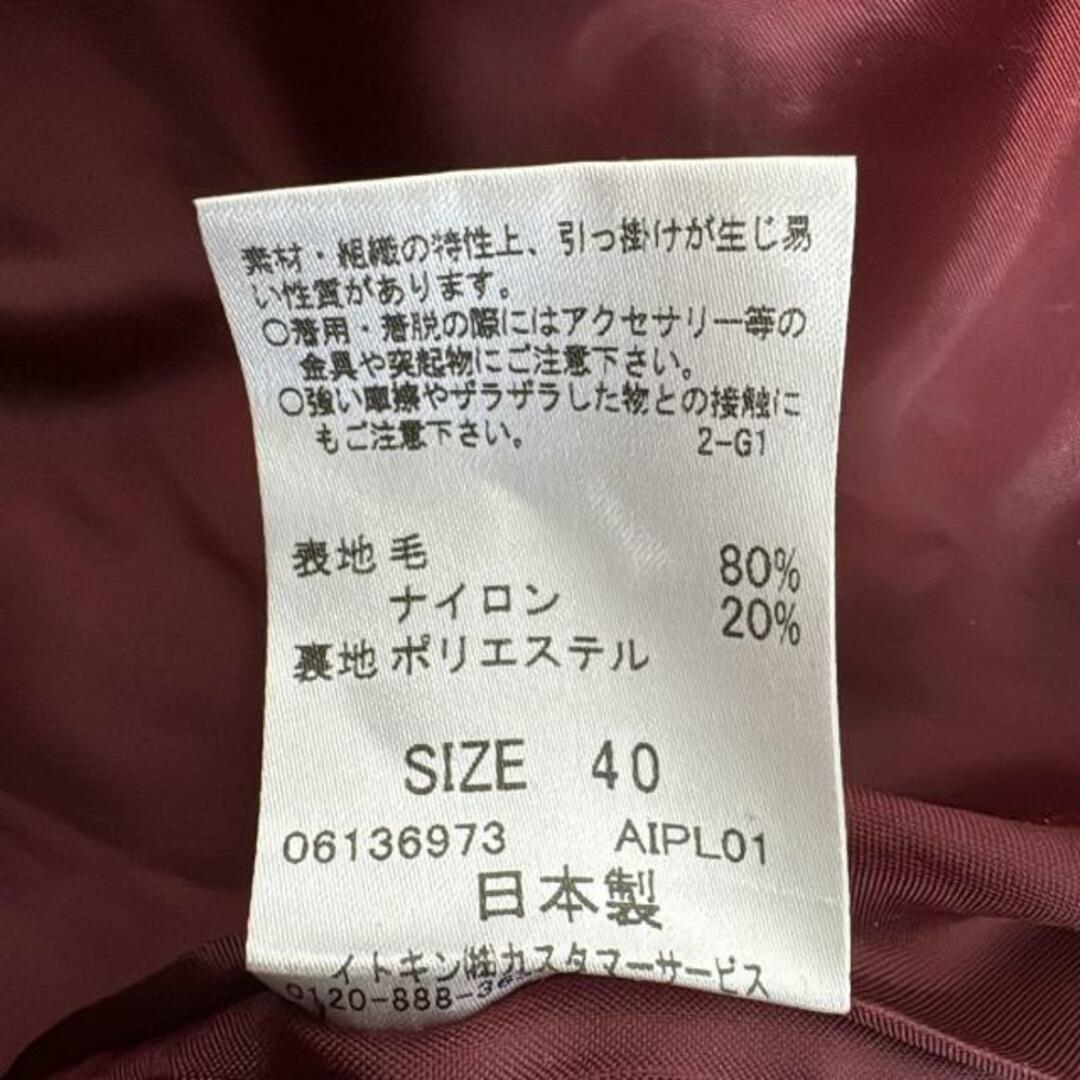 素材・組織の特性上、引っ掛けが生じ易
い性質があります。
○着用・着脱の際にはアクセサリー等の
金具や突起物にご注意下さい。
○強い摩擦やザラザラした物との接触に
もご注意下さい。 2-G1
表地 毛 80%
ナイロン 20%
裏地 ポリエステル
SIZE 40
06136973 AIPL01
日本製
イトキン㈱カスタマーサービス
0120-888-